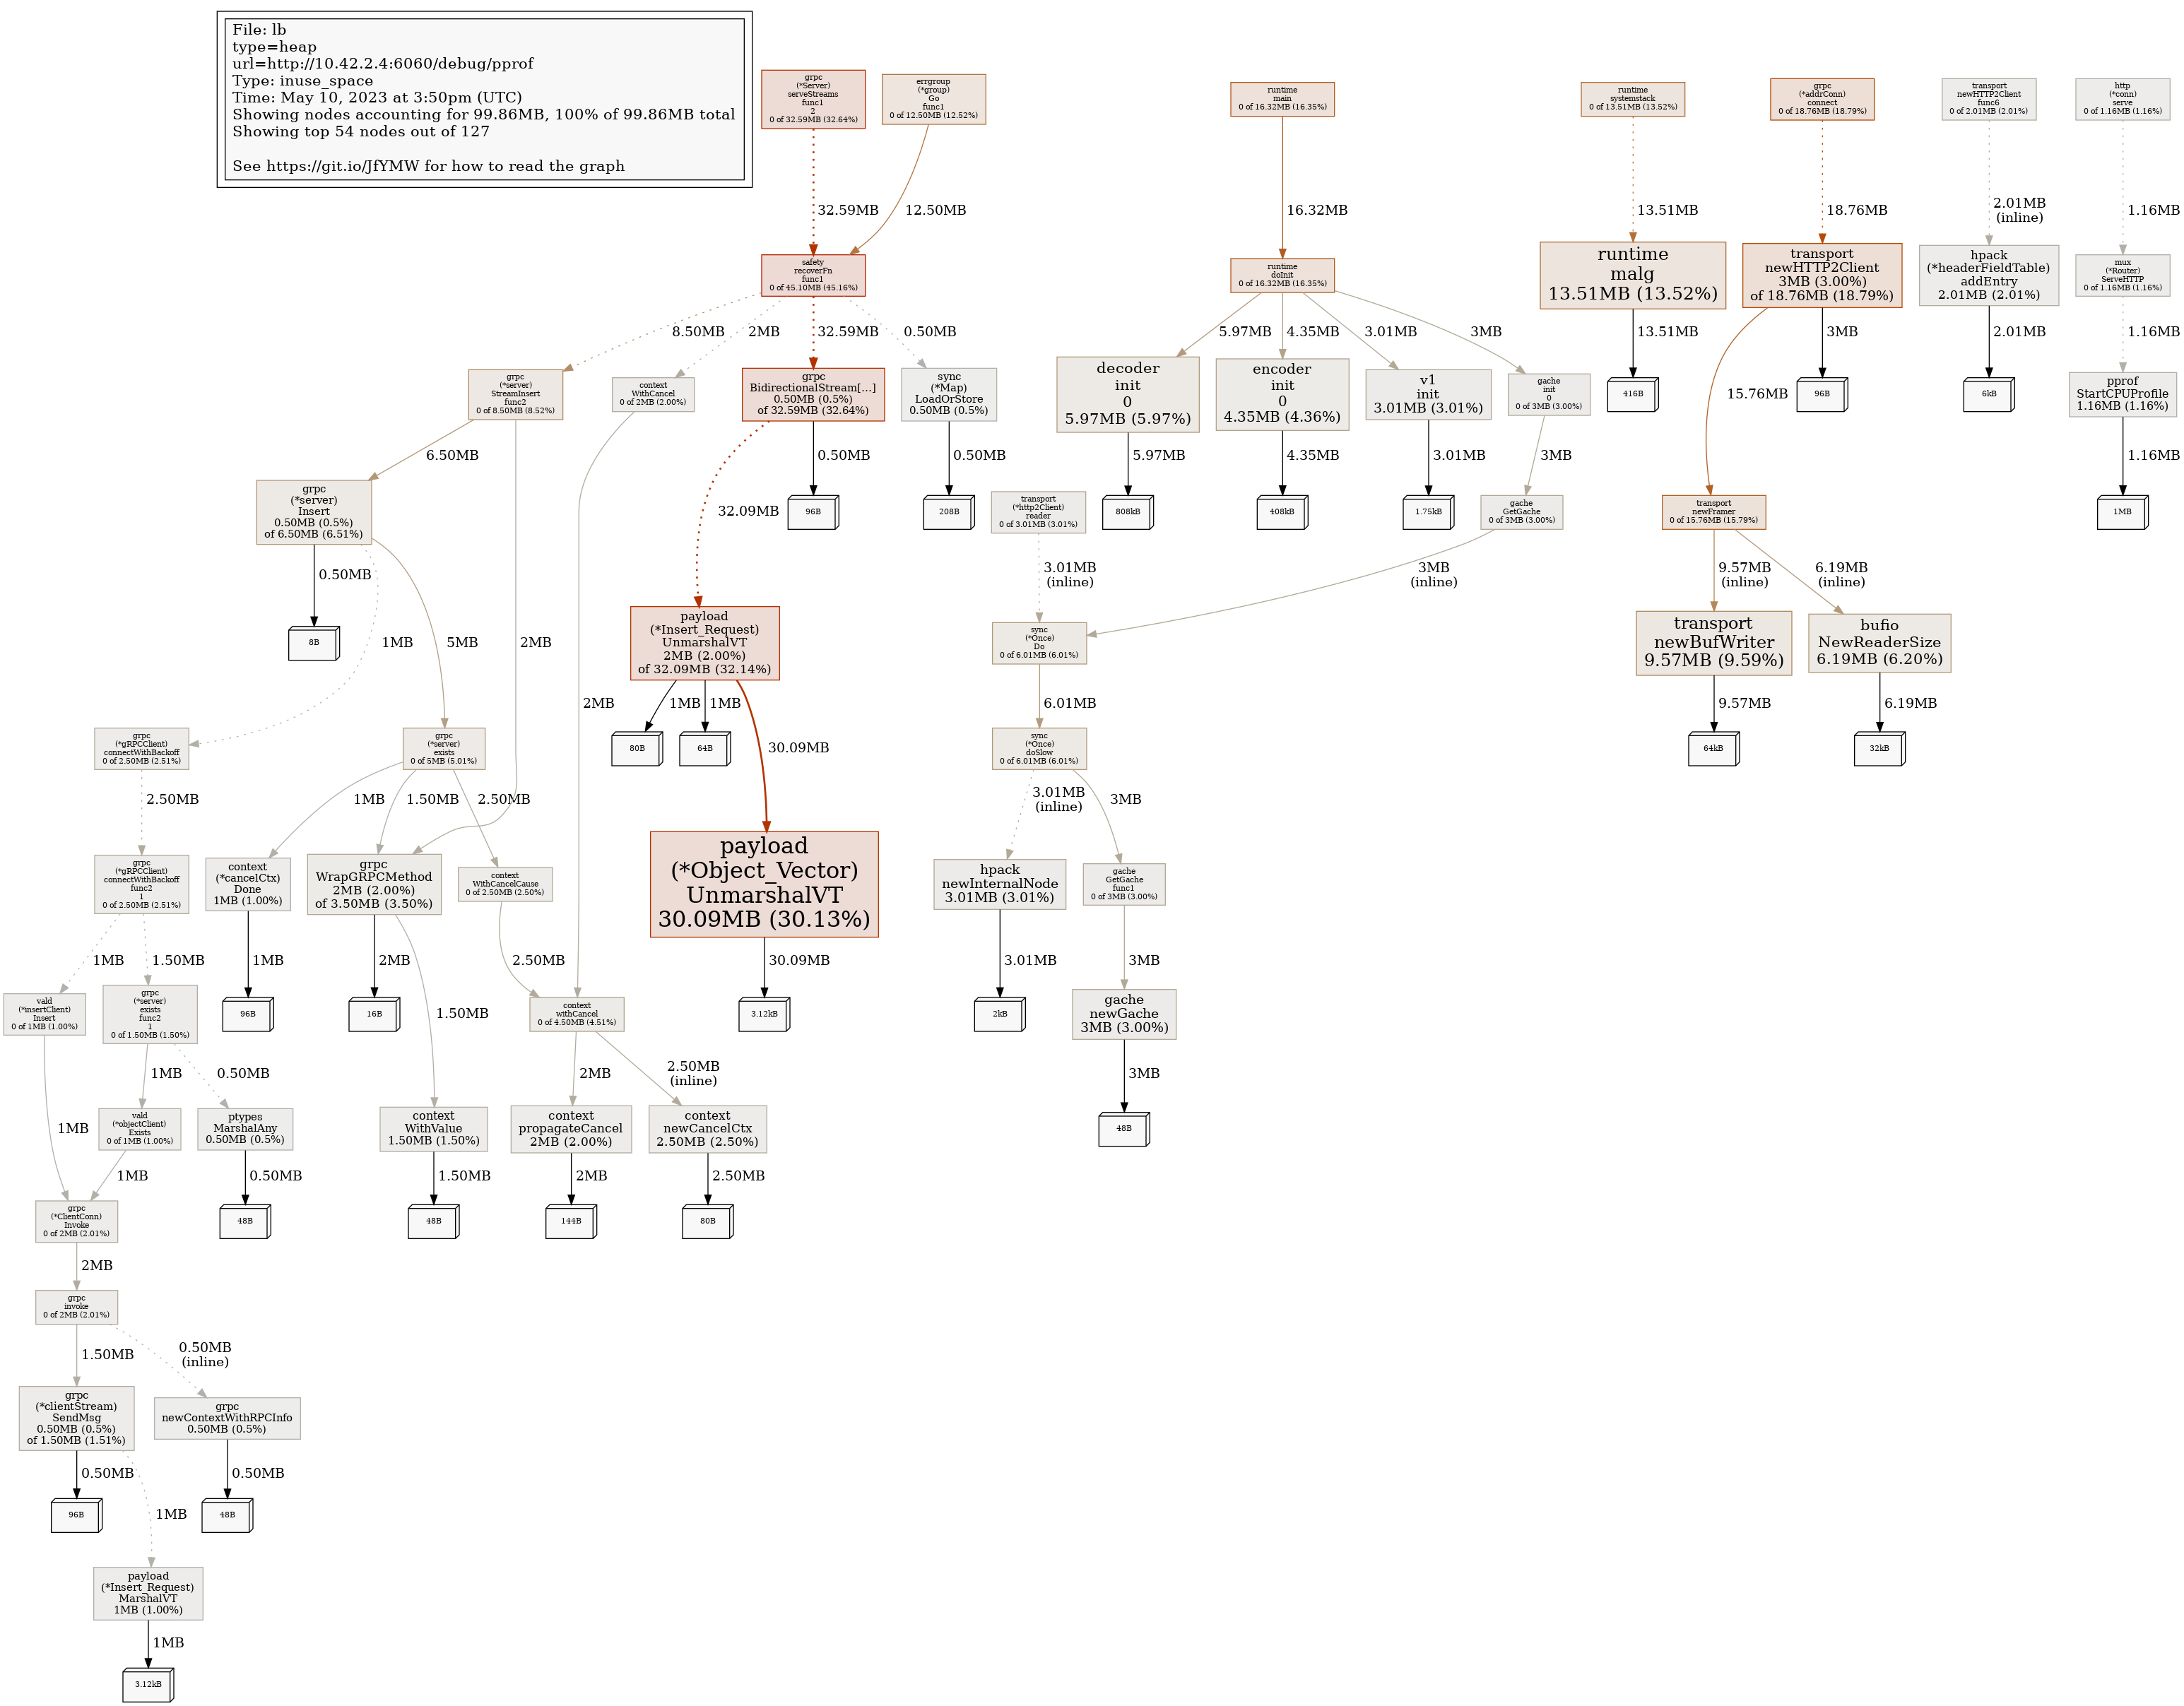 File: lb
type=heap
url=http://10.42.2.4:6060/debug/pprof
Type: inuse_space
Time: May 10, 2023 at 3:50pm (UTC)
Showing nodes accounting for 99.86MB, 100% of 99.86MB total
Showing top 54 nodes out of 127
See https://git.io/JfYMW for how to read the graph
grpc
(*Server)
serveStreams
func1
2
0 of 32.59MB (32.64%)
errgroup
(*group)
Go
func1
0 of 12.50MB (12.52%)
runtime
main
0 of 16.32MB (16.35%)
runtime
systemstack
0 of 13.51MB (13.52%)
grpc
(*addrConn)
connect
0 of 18.76MB (18.79%)
transport
newHTTP2Client
func6
0 of 2.01MB (2.01%)
http
(*conn)
serve
0 of 1.16MB (1.16%)
32.59MB
12.50MB
16.32MB
13.51MB
18.76MB
2.01MB
(inline)
1.16MB
safety
recoverFn
func1
0 of 45.10MB (45.16%)
runtime
doInit
0 of 16.32MB (16.35%)
runtime
malg
13.51MB (13.52%)
transport
newHTTP2Client
3MB (3.00%)
of 18.76MB (18.79%)
hpack
(*headerFieldTable)
addEntry
2.01MB (2.01%)
mux
(*Router)
ServeHTTP
0 of 1.16MB (1.16%)
8.50MB
2MB
32.59MB
0.50MB
5.97MB
4.35MB
3.01MB
3MB
13.51MB
15.76MB
3MB
2.01MB
1.16MB
grpc
(*server)
StreamInsert
func2
0 of 8.50MB (8.52%)
context
WithCancel
0 of 2MB (2.00%)
grpc
BidirectionalStream[...]
0.50MB (0.5%)
of 32.59MB (32.64%)
sync
(*Map)
LoadOrStore
0.50MB (0.5%)
decoder
init
0
5.97MB (5.97%)
encoder
init
0
4.35MB (4.36%)
v1
init
3.01MB (3.01%)
gache
init
0
0 of 3MB (3.00%)
416B
96B
6kB
pprof
StartCPUProfile
1.16MB (1.16%)
6.50MB
2MB
2MB
32.09MB
0.50MB
0.50MB
5.97MB
4.35MB
3.01MB
3MB
1.16MB
grpc
(*server)
Insert
0.50MB (0.5%)
of 6.50MB (6.51%)
96B
208B
transport
(*http2Client)
reader
0 of 3.01MB (3.01%)
808kB
408kB
1.75kB
gache
GetGache
0 of 3MB (3.00%)
transport
newFramer
0 of 15.76MB (15.79%)
1MB
0.50MB
1MB
5MB
3.01MB
(inline)
3MB
(inline)
9.57MB
(inline)
6.19MB
(inline)
8B
payload
(*Insert_Request)
UnmarshalVT
2MB (2.00%)
of 32.09MB (32.14%)
sync
(*Once)
Do
0 of 6.01MB (6.01%)
transport
newBufWriter
9.57MB (9.59%)
bufio
NewReaderSize
6.19MB (6.20%)
1MB
1MB
30.09MB
6.01MB
9.57MB
6.19MB
grpc
(*gRPCClient)
connectWithBackoff
0 of 2.50MB (2.51%)
grpc
(*server)
exists
0 of 5MB (5.01%)
80B
64B
sync
(*Once)
doSlow
0 of 6.01MB (6.01%)
64kB
32kB
2.50MB
1MB
1.50MB
2.50MB
3.01MB
(inline)
3MB
grpc
(*gRPCClient)
connectWithBackoff
func2
1
0 of 2.50MB (2.51%)
context
(*cancelCtx)
Done
1MB (1.00%)
grpc
WrapGRPCMethod
2MB (2.00%)
of 3.50MB (3.50%)
context
WithCancelCause
0 of 2.50MB (2.50%)
payload
(*Object_Vector)
UnmarshalVT
30.09MB (30.13%)
hpack
newInternalNode
3.01MB (3.01%)
gache
GetGache
func1
0 of 3MB (3.00%)
1MB
1.50MB
1MB
2MB
1.50MB
2.50MB
30.09MB
3.01MB
3MB
vald
(*insertClient)
Insert
0 of 1MB (1.00%)
grpc
(*server)
exists
func2
1
0 of 1.50MB (1.50%)
96B
16B
context
withCancel
0 of 4.50MB (4.51%)
3.12kB
2kB
gache
newGache
3MB (3.00%)
1MB
1MB
0.50MB
2MB
2.50MB
(inline)
3MB
vald
(*objectClient)
Exists
0 of 1MB (1.00%)
ptypes
MarshalAny
0.50MB (0.5%)
context
WithValue
1.50MB (1.50%)
context
propagateCancel
2MB (2.00%)
context
newCancelCtx
2.50MB (2.50%)
48B
1MB
0.50MB
1.50MB
2MB
2.50MB
grpc
(*ClientConn)
Invoke
0 of 2MB (2.01%)
48B
48B
144B
80B
2MB
grpc
invoke
0 of 2MB (2.01%)
1.50MB
0.50MB
(inline)
grpc
(*clientStream)
SendMsg
0.50MB (0.5%)
of 1.50MB (1.51%)
grpc
newContextWithRPCInfo
0.50MB (0.5%)
0.50MB
1MB
0.50MB
96B
48B
payload
(*Insert_Request)
MarshalVT
1MB (1.00%)
1MB
3.12kB
1MB